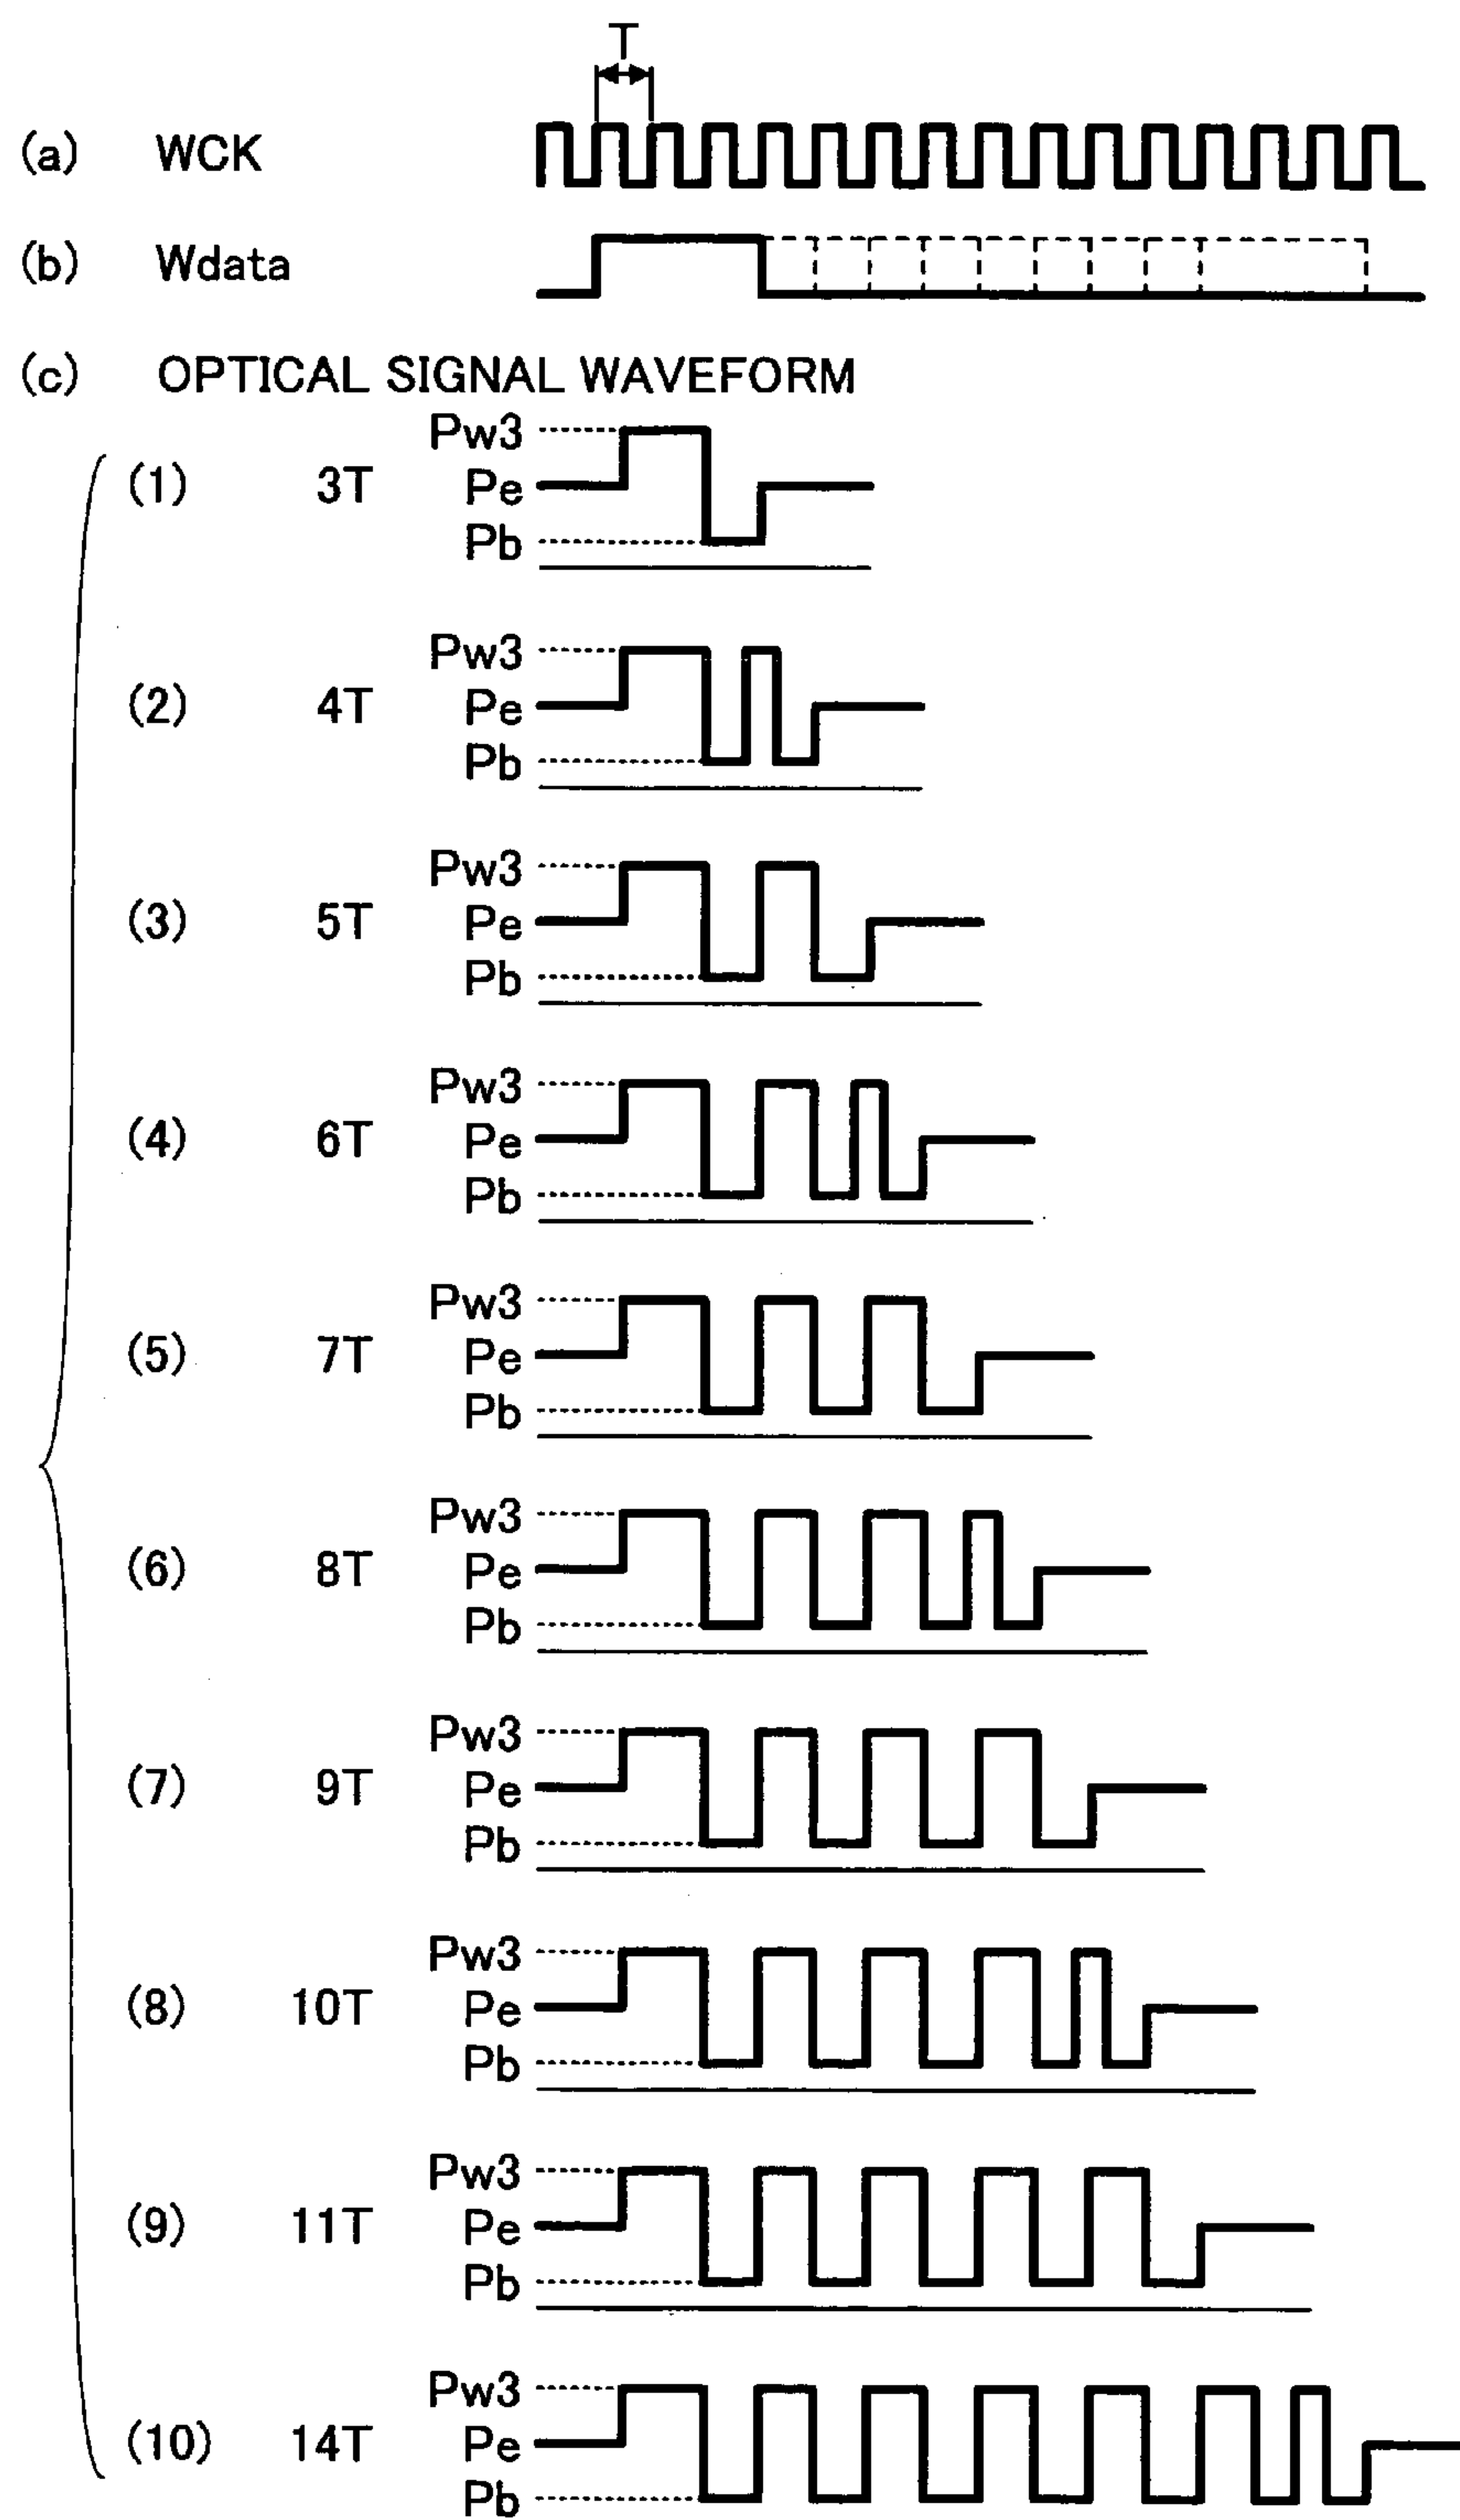 T
(a) WCK
(b) Wdata
(c) OPTICAL SIGNAL WAVEFORM
Pw3
(1) 3T Pe
Pb
Pw3
(2) 4T Pe
Pb
Pw3
(3) 5T Pe
Pb
Pw3
(4) 6T Pe
Pb
Pw3
(5) 7T Pe
Pb
Pw3
(6) 8T Pe
Pb
Pw3
(7) 9T Pe
Pb
Pw3
(8) 10T Pe
Pb
Pw3
(9) 11T Pe
Pb
Pw3
(10) 14T Pe
Pb